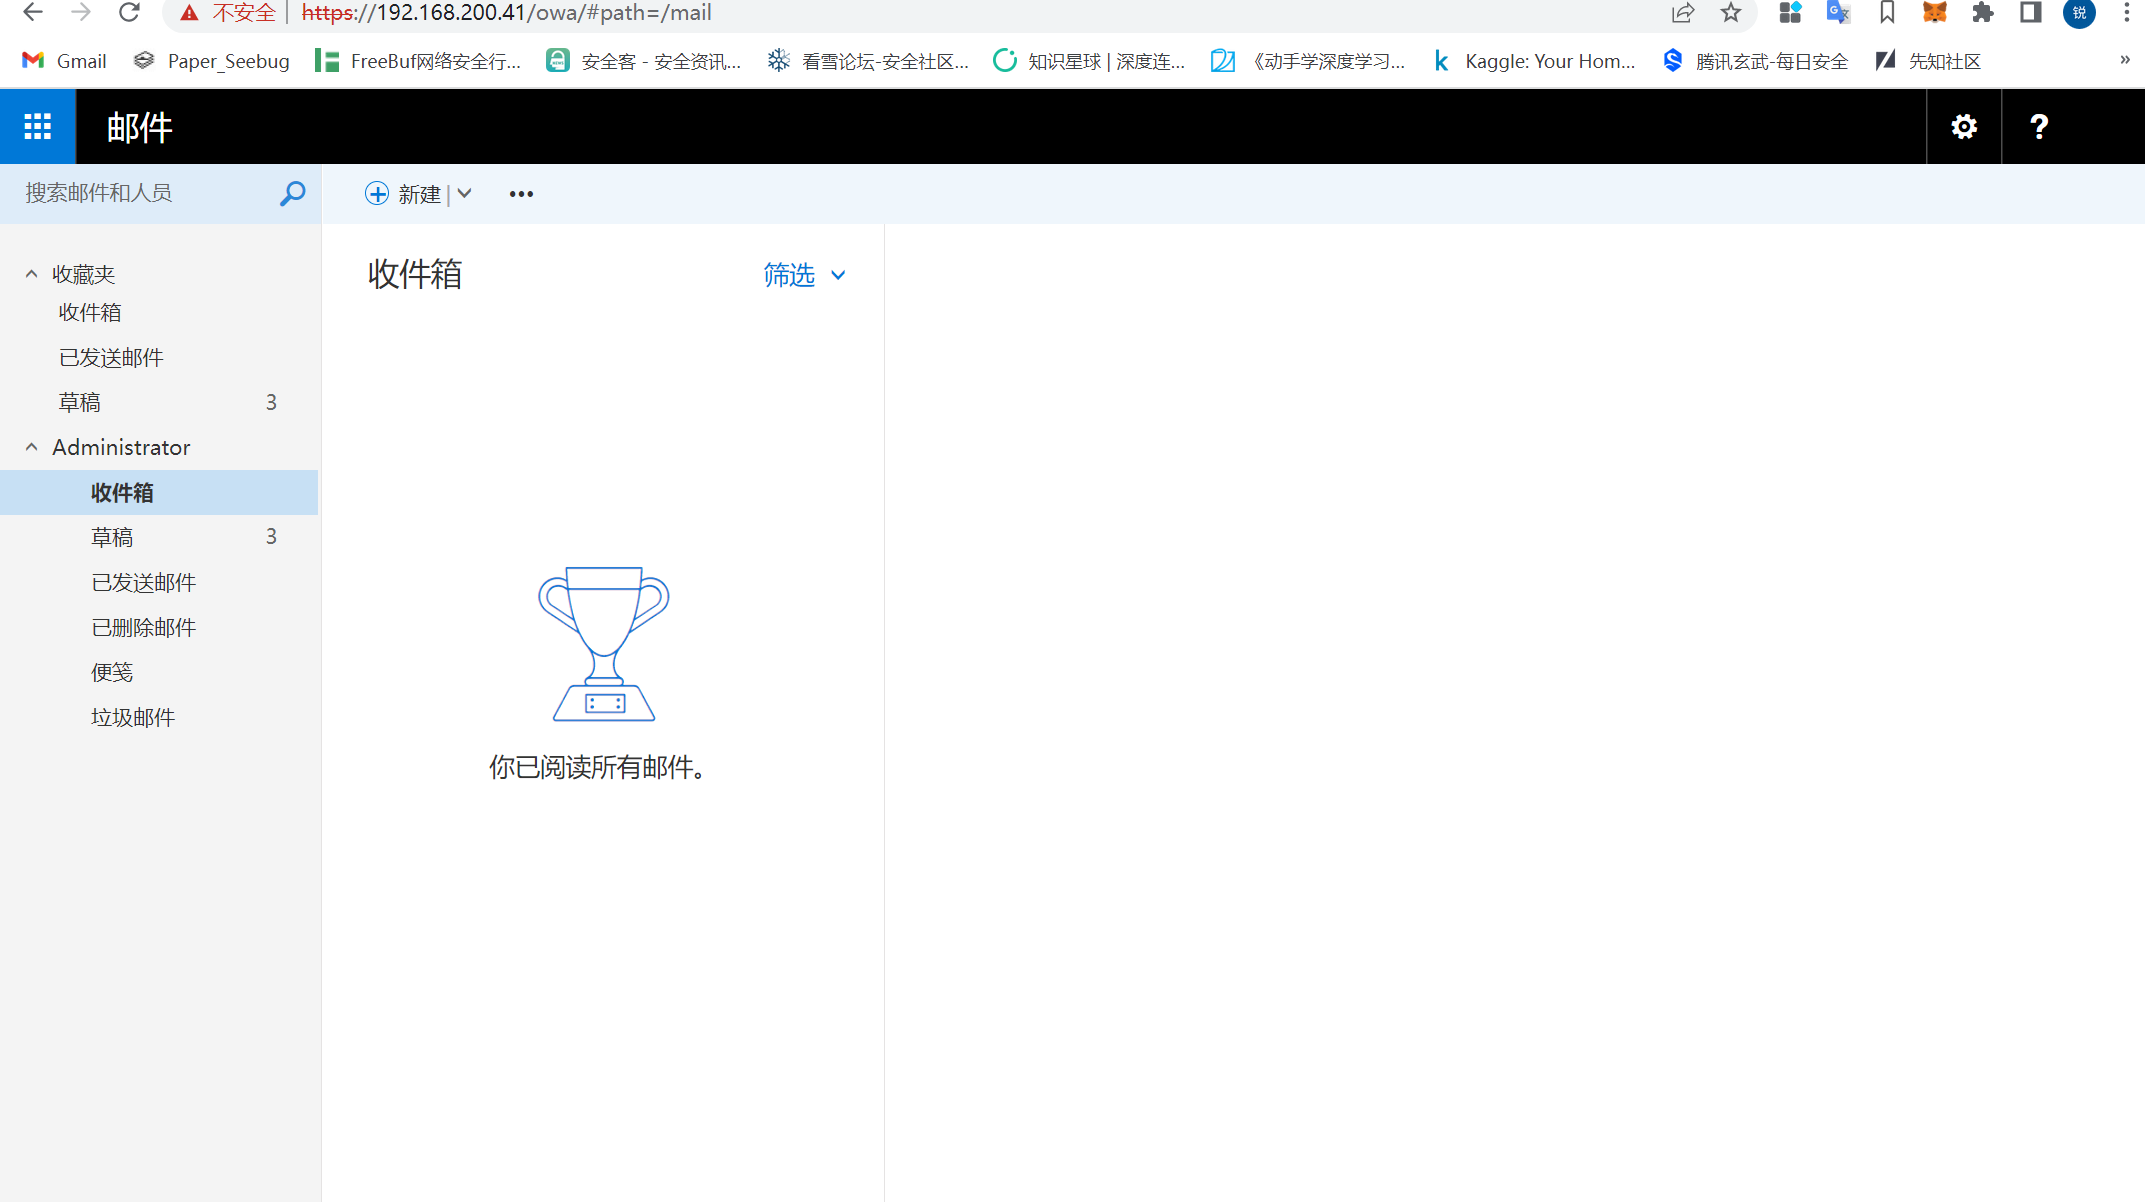 不安全 | https://192.168.200.41/owa/#path=/mail
锐
Gmail Paper_Seebug FreeBuf网络安全行... 安全客 - 安全资讯... 看雪论坛-安全社区... 知识星球 | 深度连... 《动手学深度学习... Kaggle: Your Hom... 腾讯玄武-每日安全 先知社区 »
邮件 ?
搜索邮件和人员 新建 | •••
收藏夹
收件箱
已发送邮件
草稿 3
Administrator
收件箱
草稿 3
已发送邮件
已删除邮件
便笺
垃圾邮件
收件箱 筛选
你已阅读所有邮件。